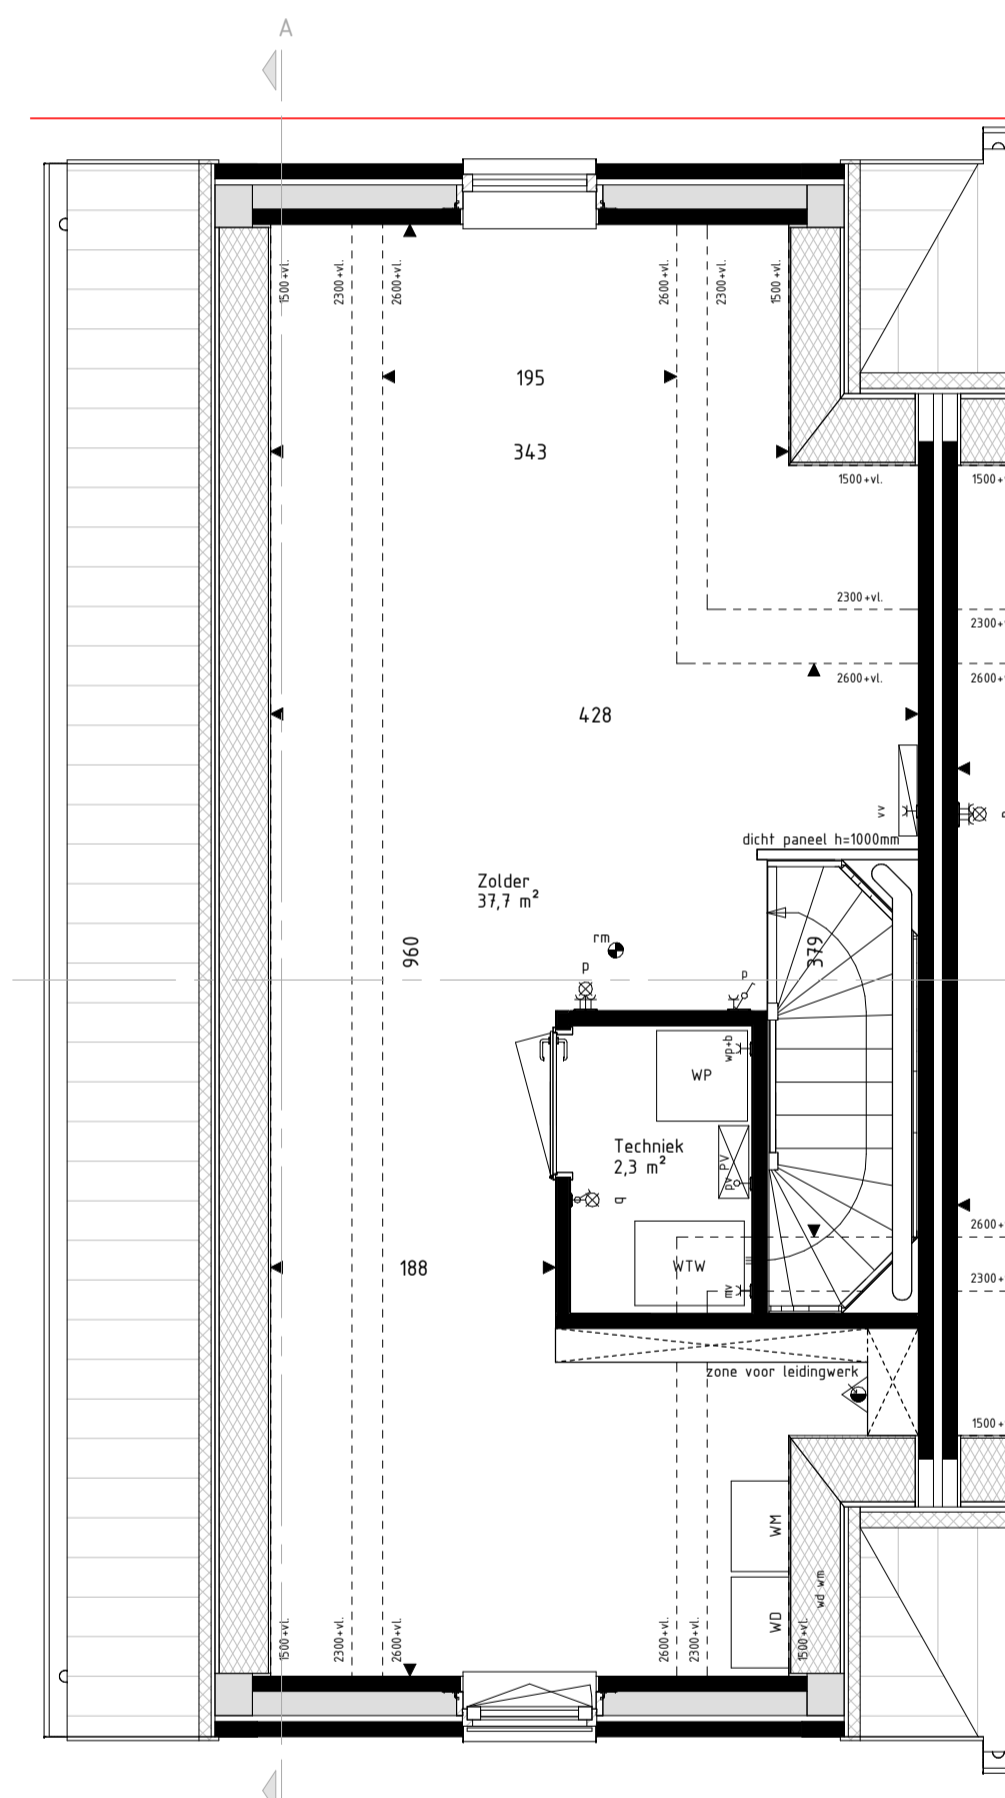 A
1500+vl.
2300+vl.
2600+vl.
2600+vl.
2300+vl.
1500+vl.
195
343
1500+vl.
1500+v
2300+vl.
2300+v
2600+vl.
2600+v
428
vv
dicht paneel h=1000mm
Zolder
37,7 m²
960
379
rm
p
p
wp+b
WP
Techniek
2,3 m²
pv PV
q
2600+
188
WTW
2300+
mv
zone voor leidingwerk
1500+
WM
wd wm
WD
1500+vl.
2300+vl.
2600+vl.
2600+vl.
2300+vl.
1500+vl.